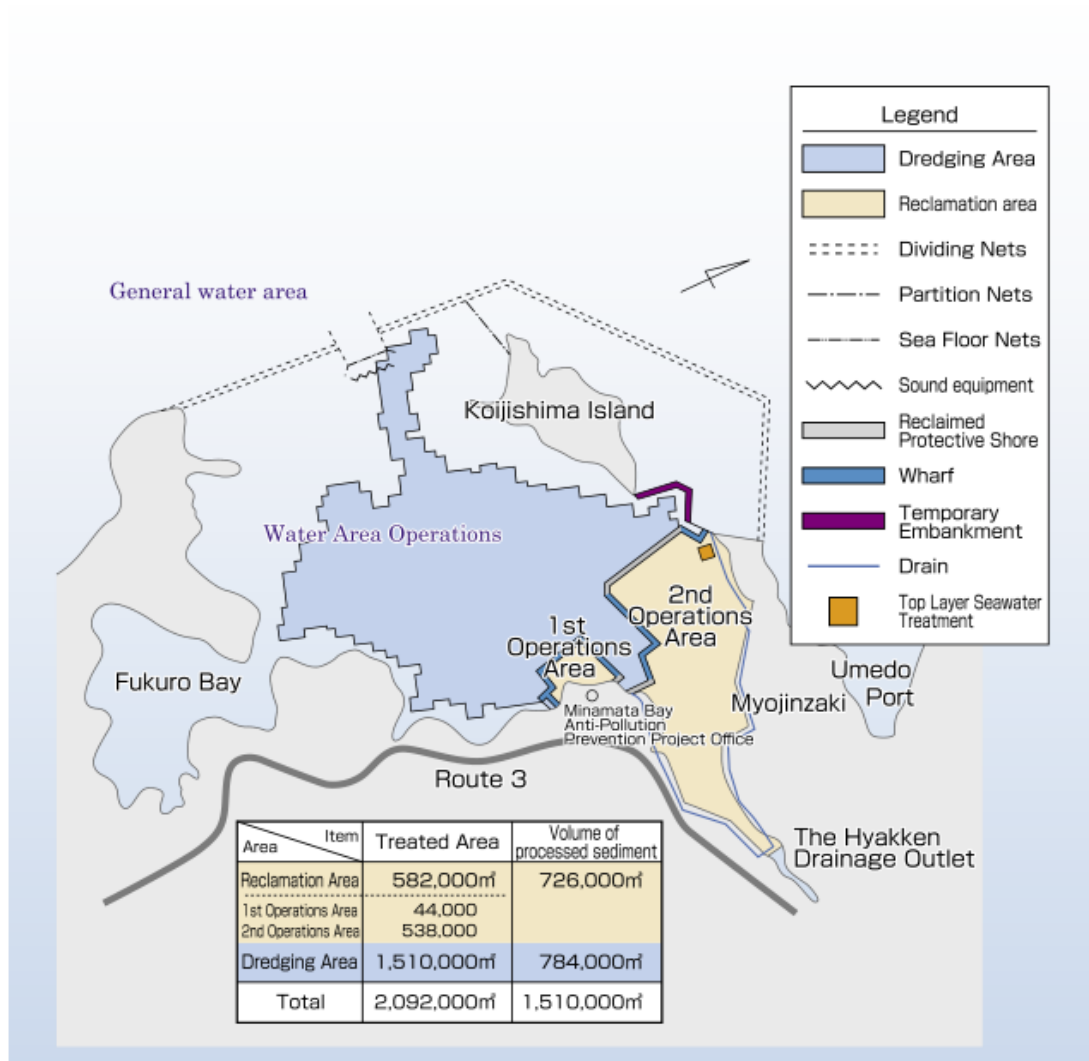 Legend
Dredging Area
Reclamation area
Dividing Nets
Partition Nets
Sea Floor Nets
Sound equipment
Reclaimed
Protective Shore
Wharf
Temporary
Embankment
Drain
Top Layer Seawater
Treatment
General water area
Koijishima Island
Water Area Operations
2nd
Operations
Area
1st
Operations
Area
Fukuro Bay
Umedo
Port
Myojinzaki
Minamata Bay
Anti-Pollution
Prevention Project Office
Route 3
The Hyakken
Drainage Outlet
Area Item Treated Area Volume of
processed sediment
Reclamation Area 582,000㎡ 726,000㎥
1st Operations Area 44,000
2nd Operations Area 538,000
Dredging Area 1,510,000㎡ 784,000㎥
Total 2,092,000㎡ 1,510,000㎥